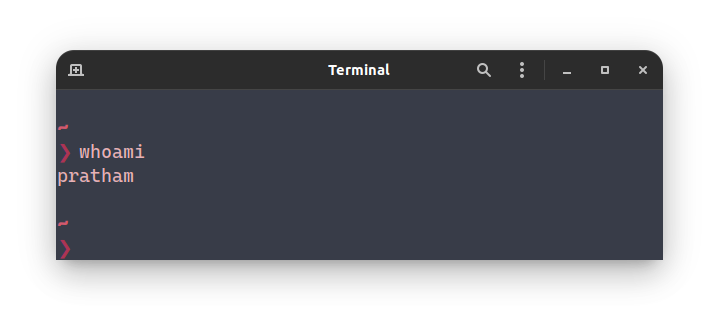 Terminal
~
❯ whoami
pratham
~
❯